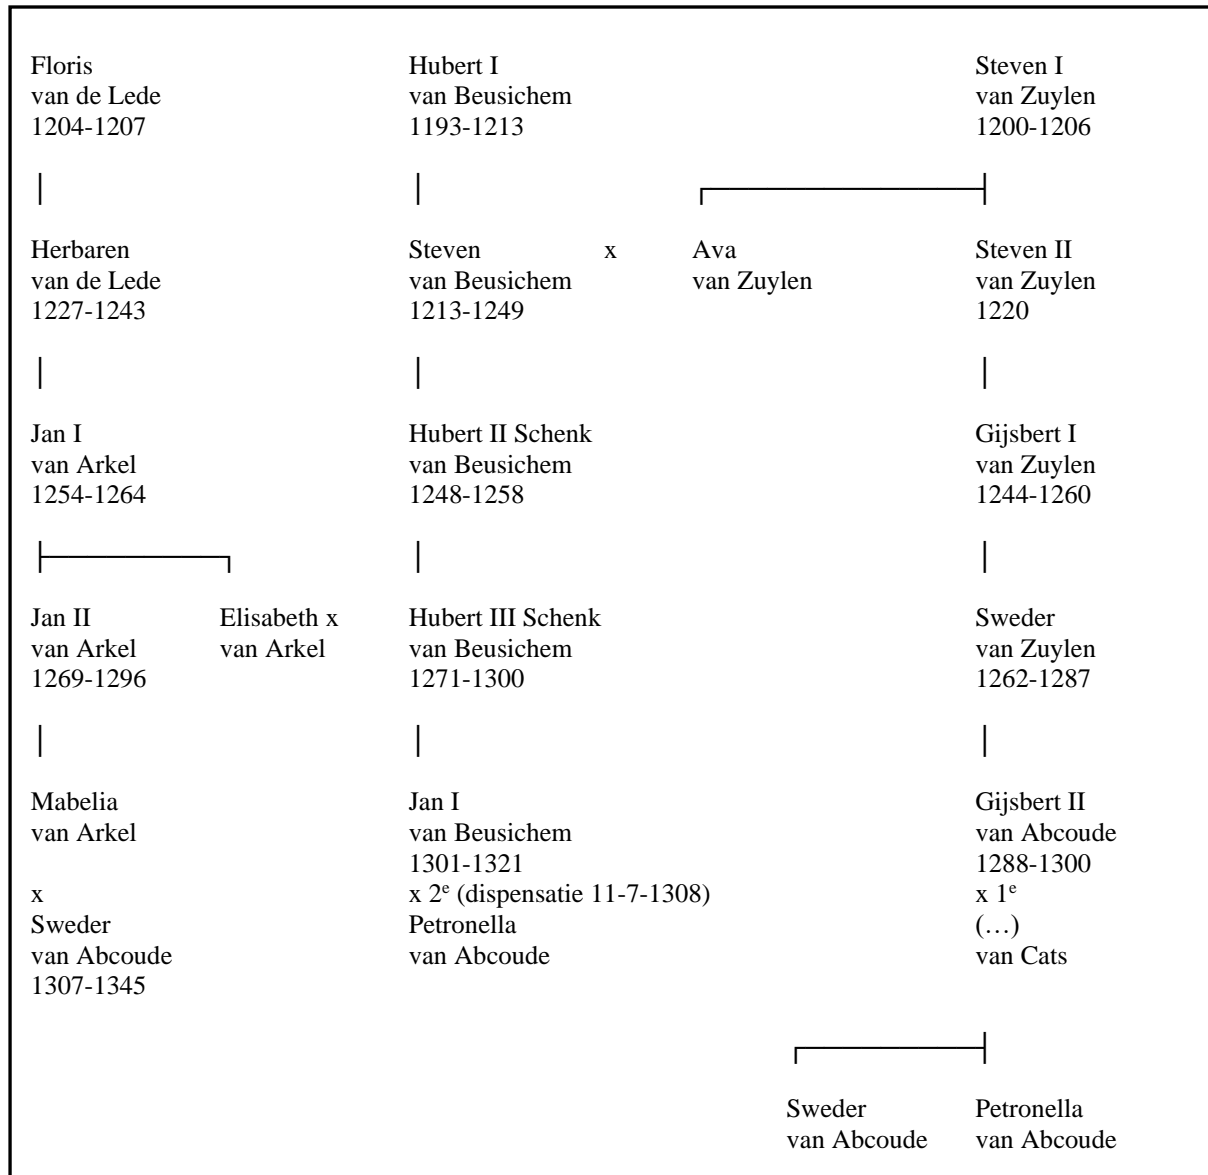 Floris Hubert I Steven I
van de Lede van Beusichem van Zuylen
1204-1207 1193-1213 1200-1206
Herbaren Steven x Ava Steven II
van de Lede van Beusichem van Zuylen van Zuylen
1227-1243 1213-1249 1220
Jan I Hubert II Schenk Gijsbert I
van Arkel van Beusichem van Zuylen
1254-1264 1248-1258 1244-1260
Jan II Elisabeth x Hubert III Schenk Sweder
van Arkel van Arkel van Beusichem van Zuylen
1269-1296 1271-1300 1262-1287
Mabelia Jan I Gijsbert II
van Arkel van Beusichem van Abcoude
1301-1321 1288-1300
x x 2e (dispensatie 11-7-1308) x 1e
Sweder Petronella (…)
van Abcoude van Abcoude van Cats
1307-1345
Sweder Petronella
van Abcoude van Abcoude